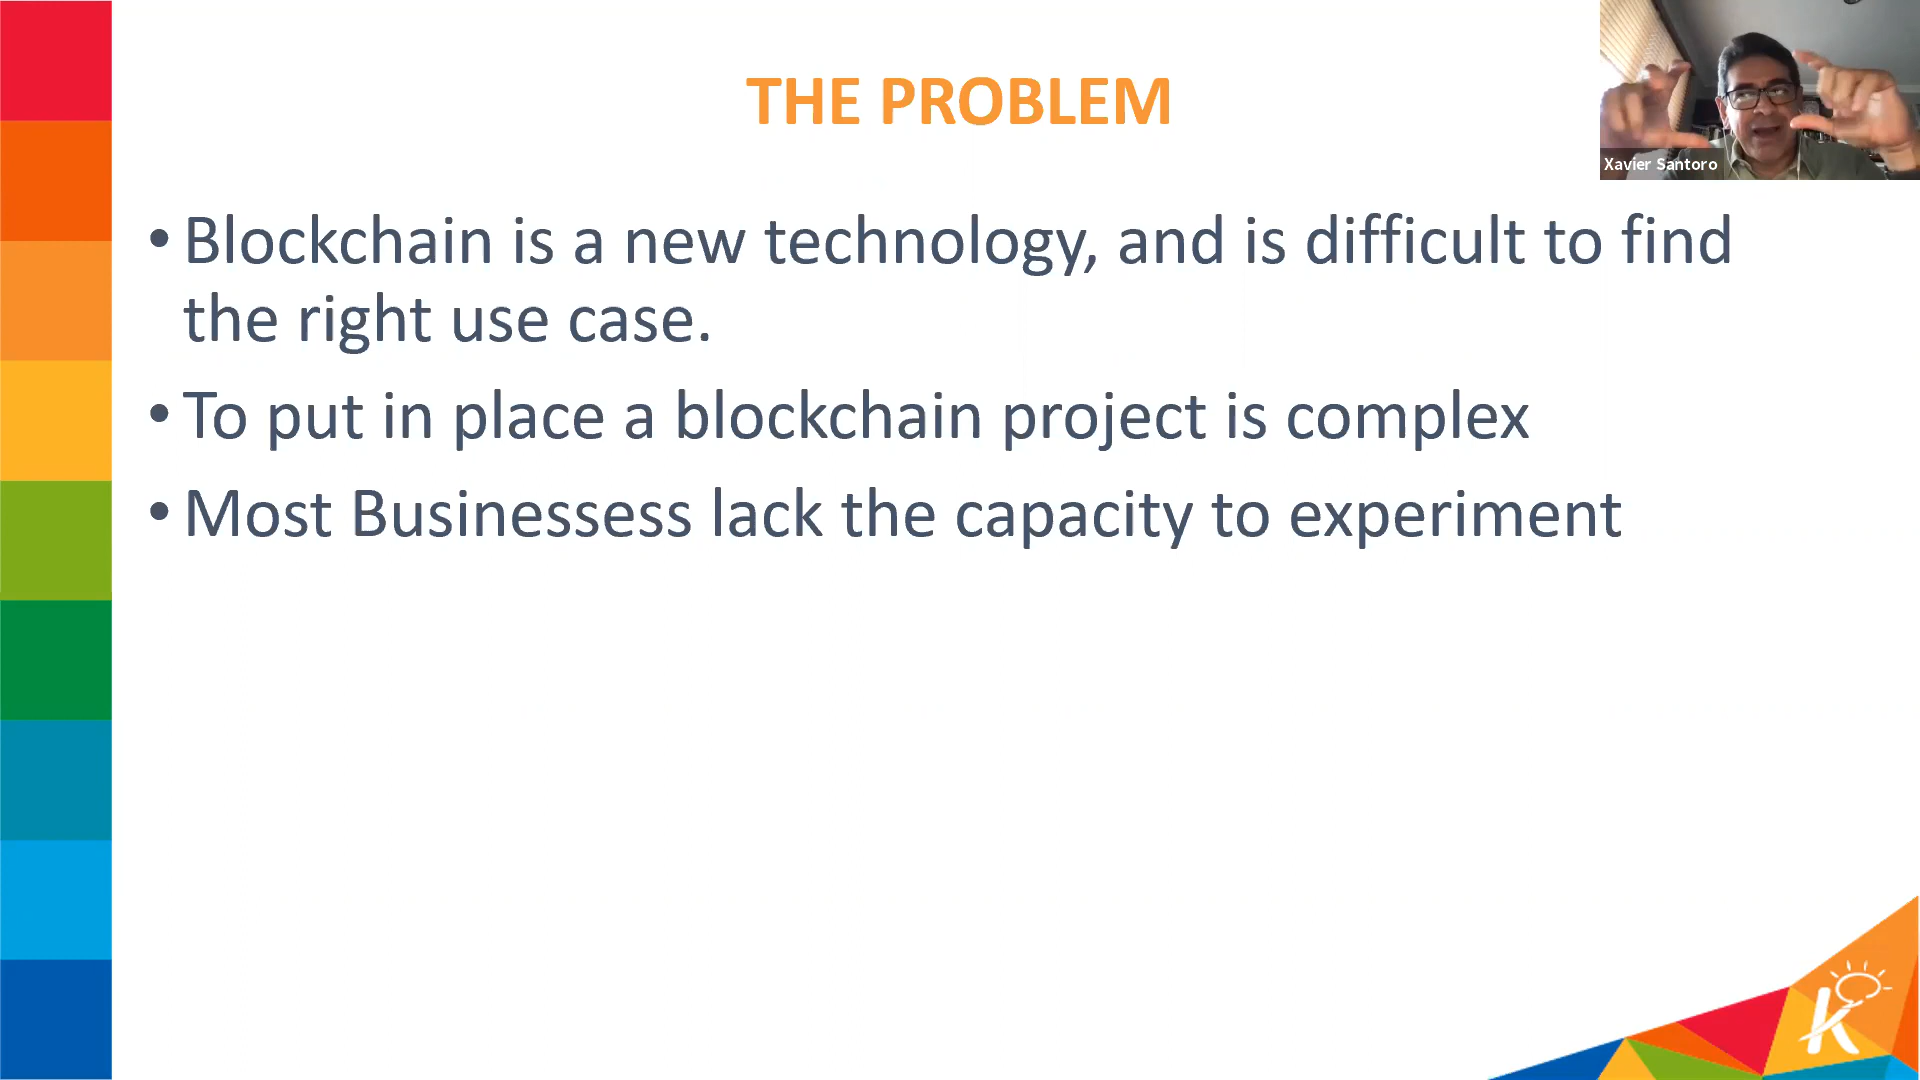 THE PROBLEM
Xavier Santoro
• Blockchain is a new technology, and is difficult to find
the right use case.
• To put in place a blockchain project is complex
• Most Businessess lack the capacity to experiment
K